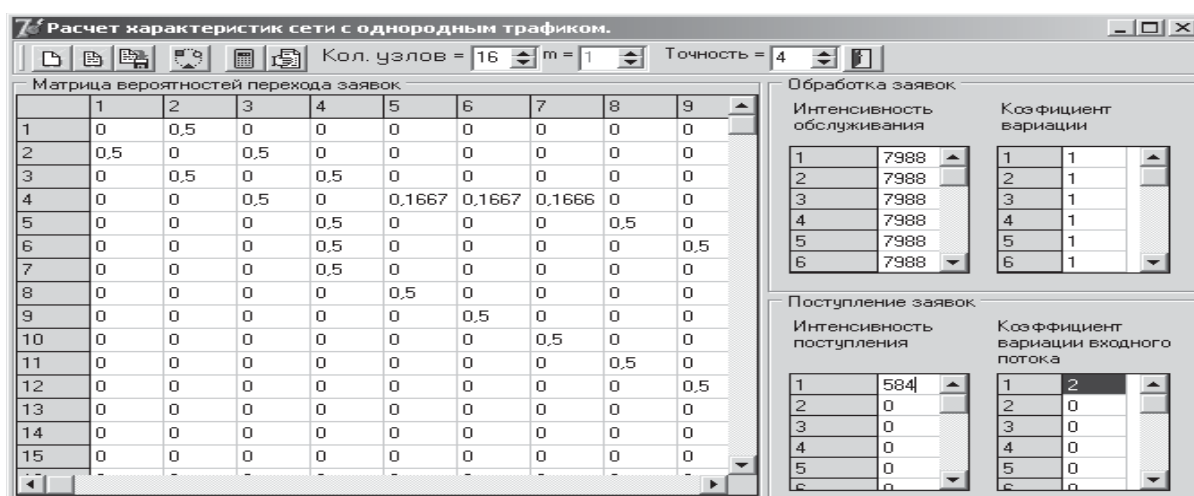 Расчет характеристик сети с однородным трафиком.
Кол. узлов = 16 m = 1 Точность = 4
Матрица вероятностей перехода заявок
1 2 3 4 5 6 7 8 9
1 0 0,5 0 0 0 0 0 0 0
2 0,5 0 0,5 0 0 0 0 0 0
3 0 0,5 0 0,5 0 0 0 0 0
4 0 0 0,5 0 0,1667 0,1667 0,1666 0 0
5 0 0 0 0,5 0 0 0 0,5 0
6 0 0 0 0,5 0 0 0 0 0,5
7 0 0 0 0,5 0 0 0 0 0
8 0 0 0 0 0,5 0 0 0 0
9 0 0 0 0 0 0,5 0 0 0
10 0 0 0 0 0 0 0,5 0 0
11 0 0 0 0 0 0 0 0,5 0
12 0 0 0 0 0 0 0 0 0,5
13 0 0 0 0 0 0 0 0 0
14 0 0 0 0 0 0 0 0 0
15 0 0 0 0 0 0 0 0 0
Обработка заявок
Интенсивность
обслуживания
1 7988
2 7988
3 7988
4 7988
5 7988
6 7988
Коэфициент
вариации
1 1
2 1
3 1
4 1
5 1
6 1
Поступление заявок
Интенсивность
поступления
1 584
2 0
3 0
4 0
5 0
Коэффициент
вариации входного
потока
1 2
2 0
3 0
4 0
5 0